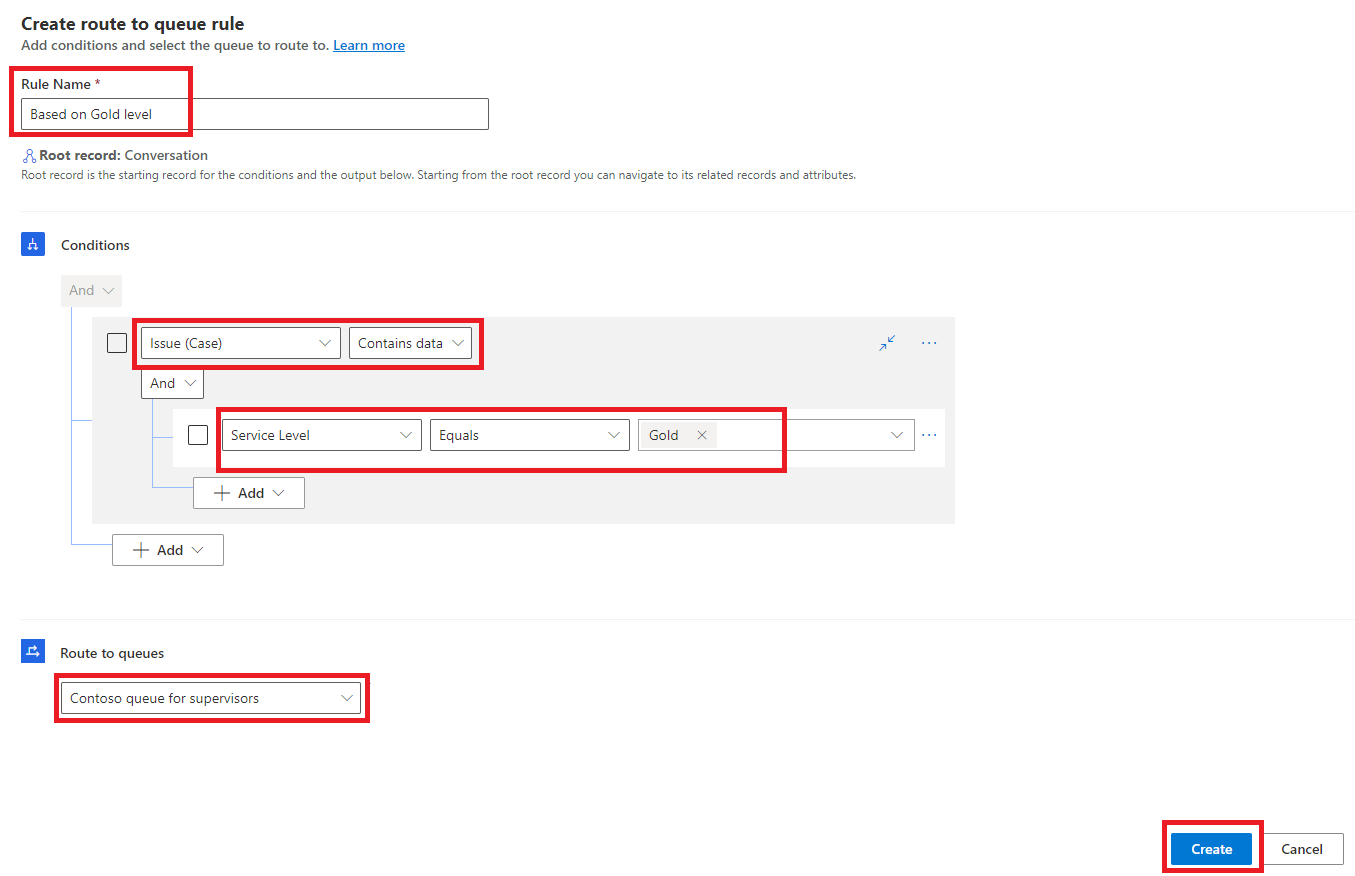 Create route to queue rule
Add conditions and select the queue to route to. Learn more
Rule Name *
Based on Gold level
Root record: Conversation
Root record is the starting record for the conditions and the output below. Starting from the root record you can navigate to its related records and attributes.
Conditions
And
Issue (Case) Contains data
And
Service Level Equals Gold
Add
Add
Route to queues
Contoso queue for supervisors
Create Cancel